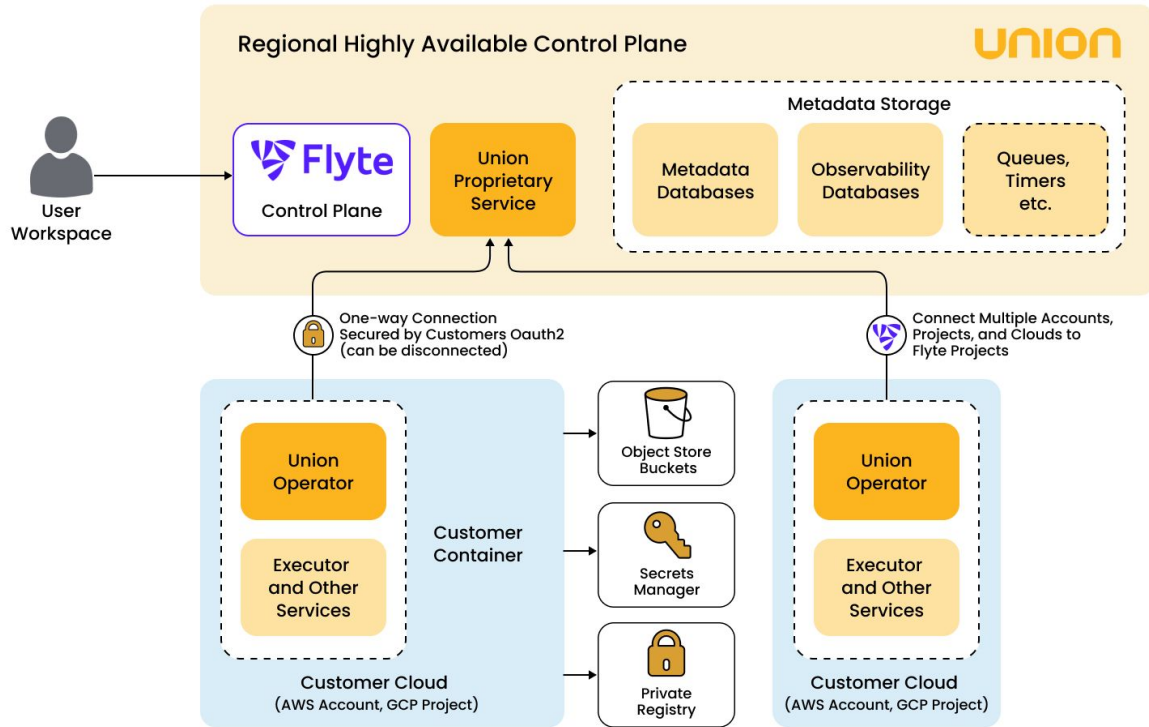 Regional Highly Available Control Plane
UNION
Metadata Storage
User
Workspace
Flyte
Control Plane
Union
Proprietary
Service
Metadata
Databases
Observability
Databases
Queues,
Timers
etc.
One-way Connection
Secured by Customers Oauth2
(can be disconnected)
Connect Multiple Accounts,
Projects, and Clouds to
Flyte Projects
Union
Operator
Executor
and Other
Services
Customer
Container
Customer Cloud
(AWS Account, GCP Project)
Object Store
Buckets
Secrets
Manager
Private
Registry
Union
Operator
Executor
and Other
Services
Customer Cloud
(AWS Account, GCP Project)